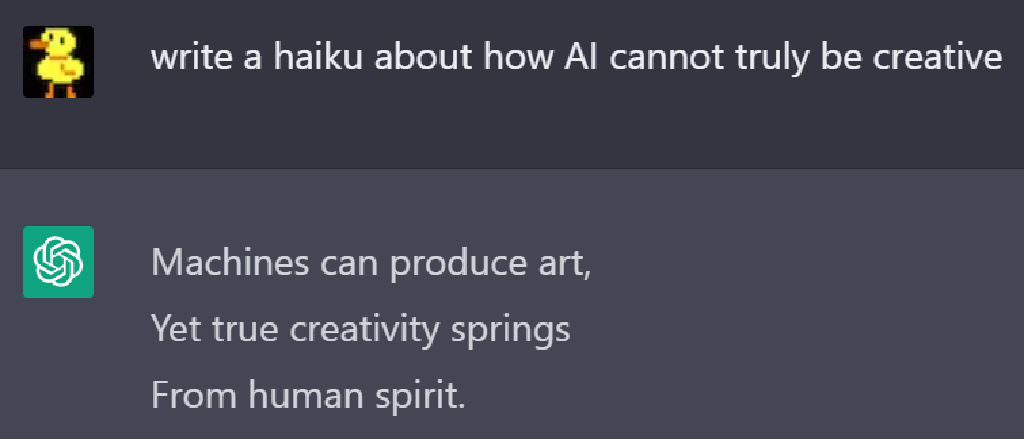 write a haiku about how AI cannot truly be creative
Machines can produce art,
Yet true creativity springs
From human spirit.